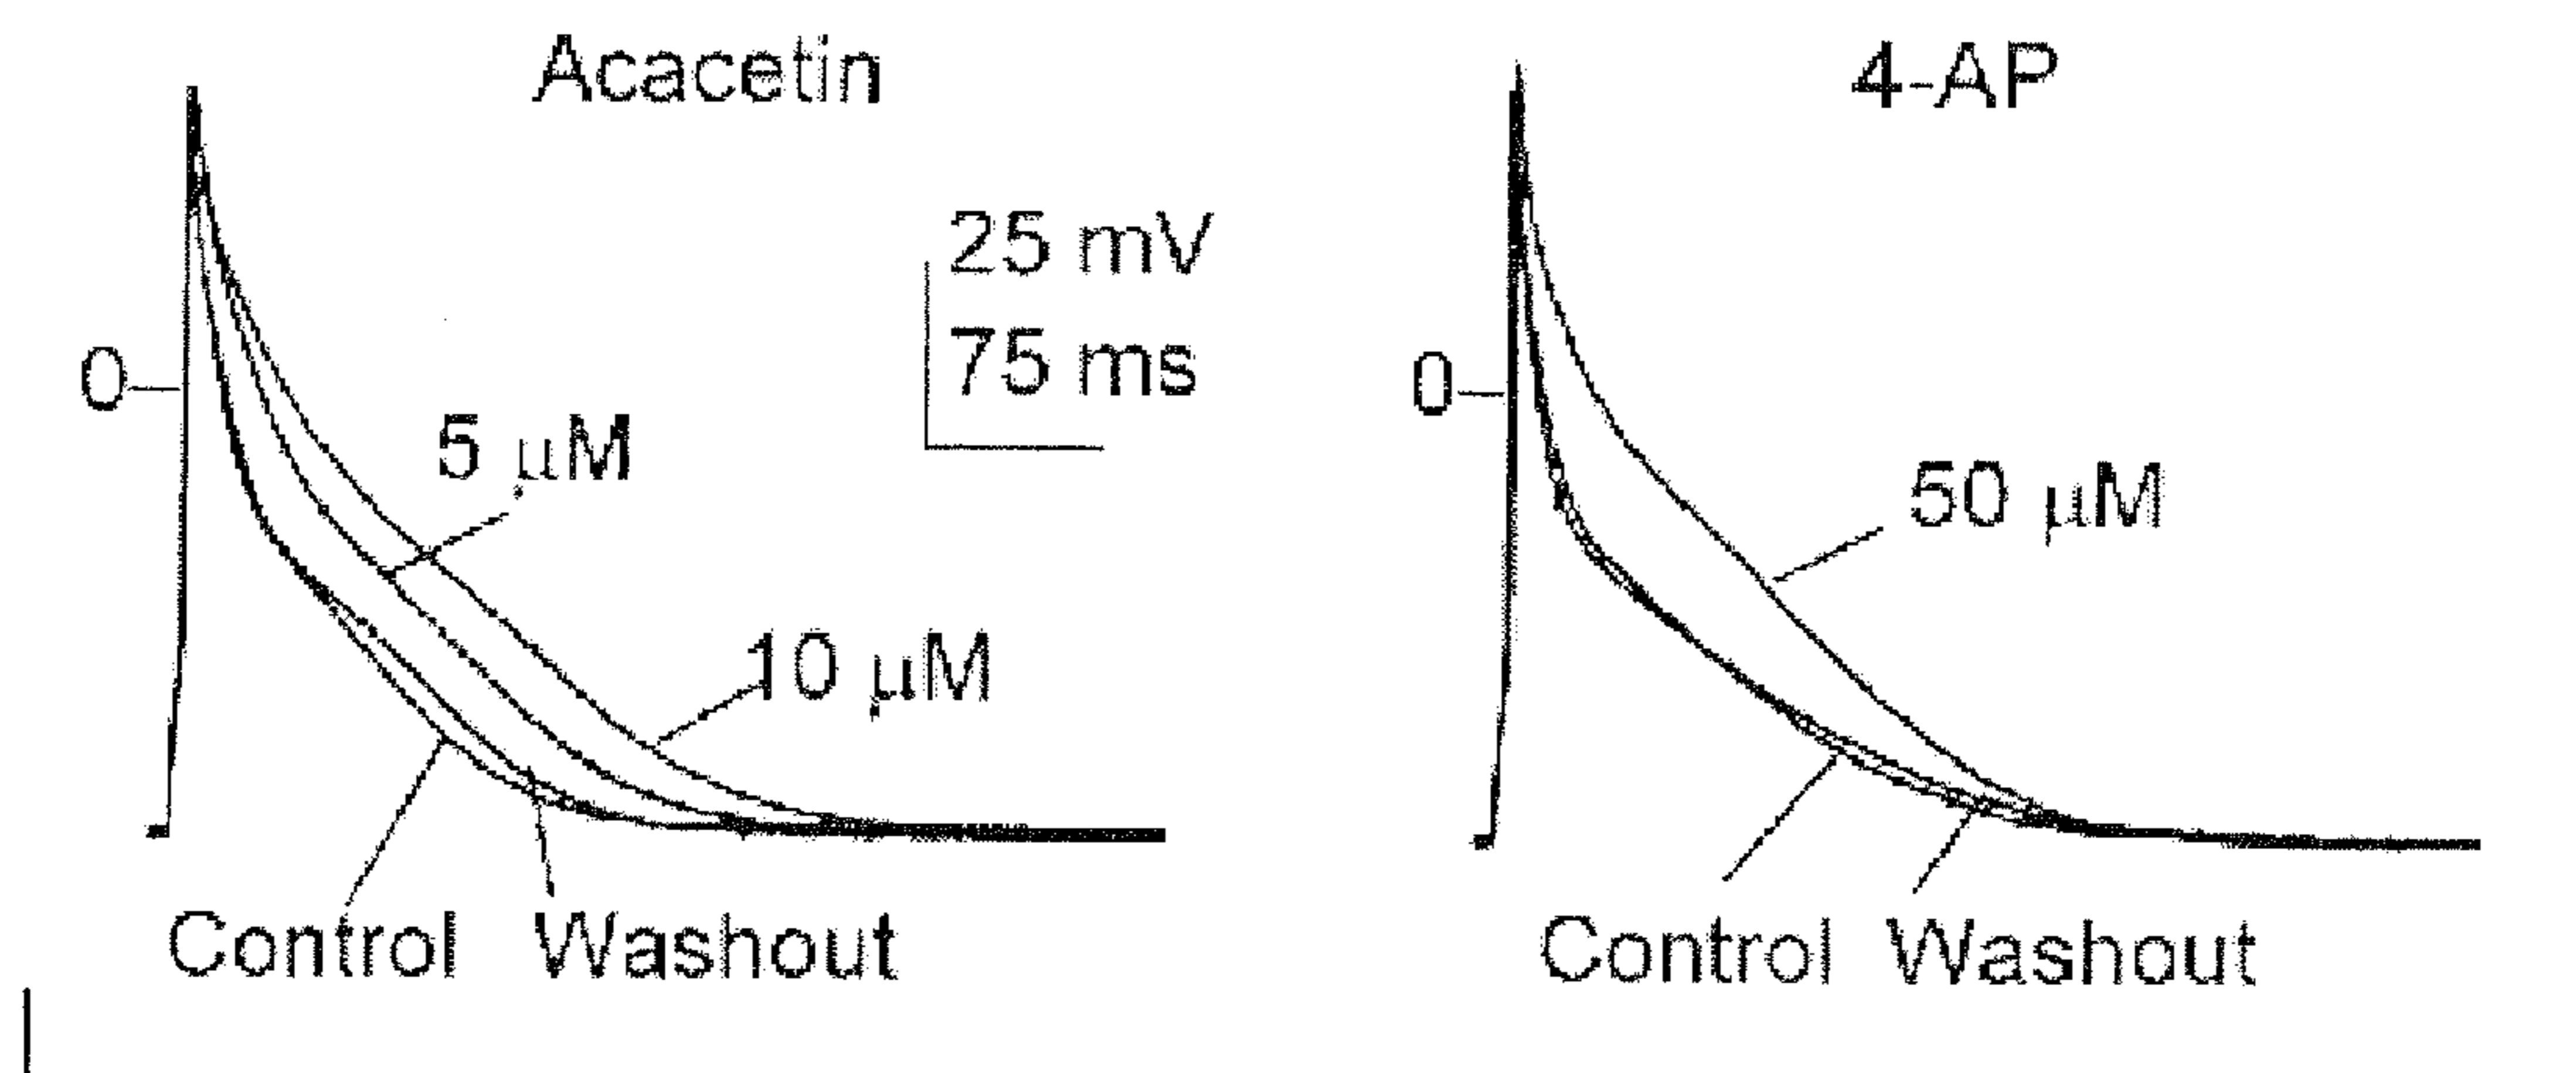 Acacetin
4-AP
25 mV
75 ms
0
0
5 µM
50 µM
10 µM
Control Washout
Control Washout